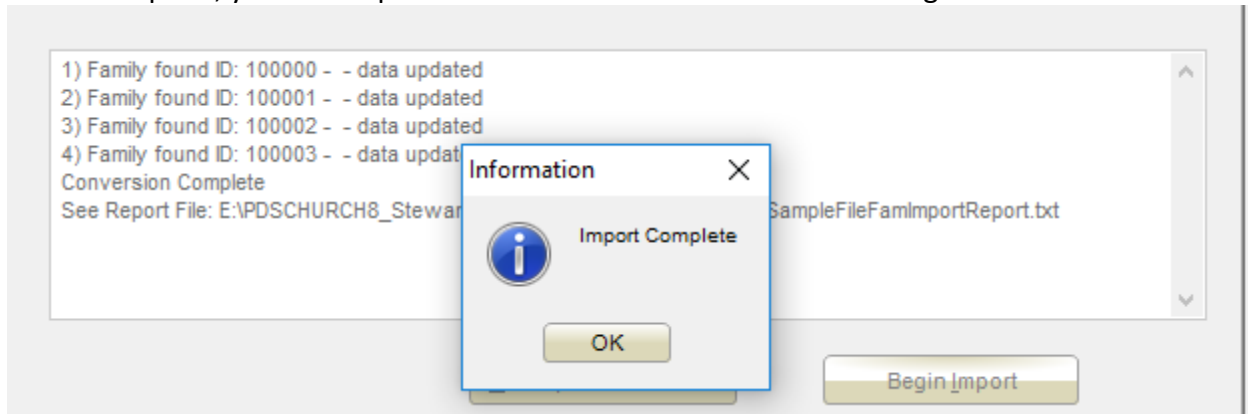 1) Family found ID: 100000 - - data updated
2) Family found ID: 100001 - - data updated
3) Family found ID: 100002 - - data updated
4) Family found ID: 100003 - - data updat
Conversion Complete
See Report File: E:\PDSCHURCH8_Stewar SampleFileFamImportReport.txt
Information
Import Complete
OK
Begin Import